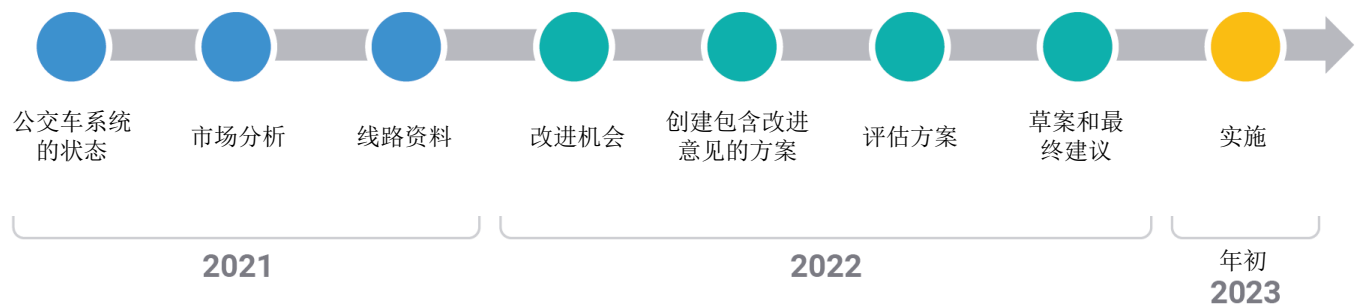 公交车系统
的状态
市场分析
线路资料
改进机会
创建包含改进
意见的方案
评估方案
草案和最
终建议
实施
2021
2022
年初
2023